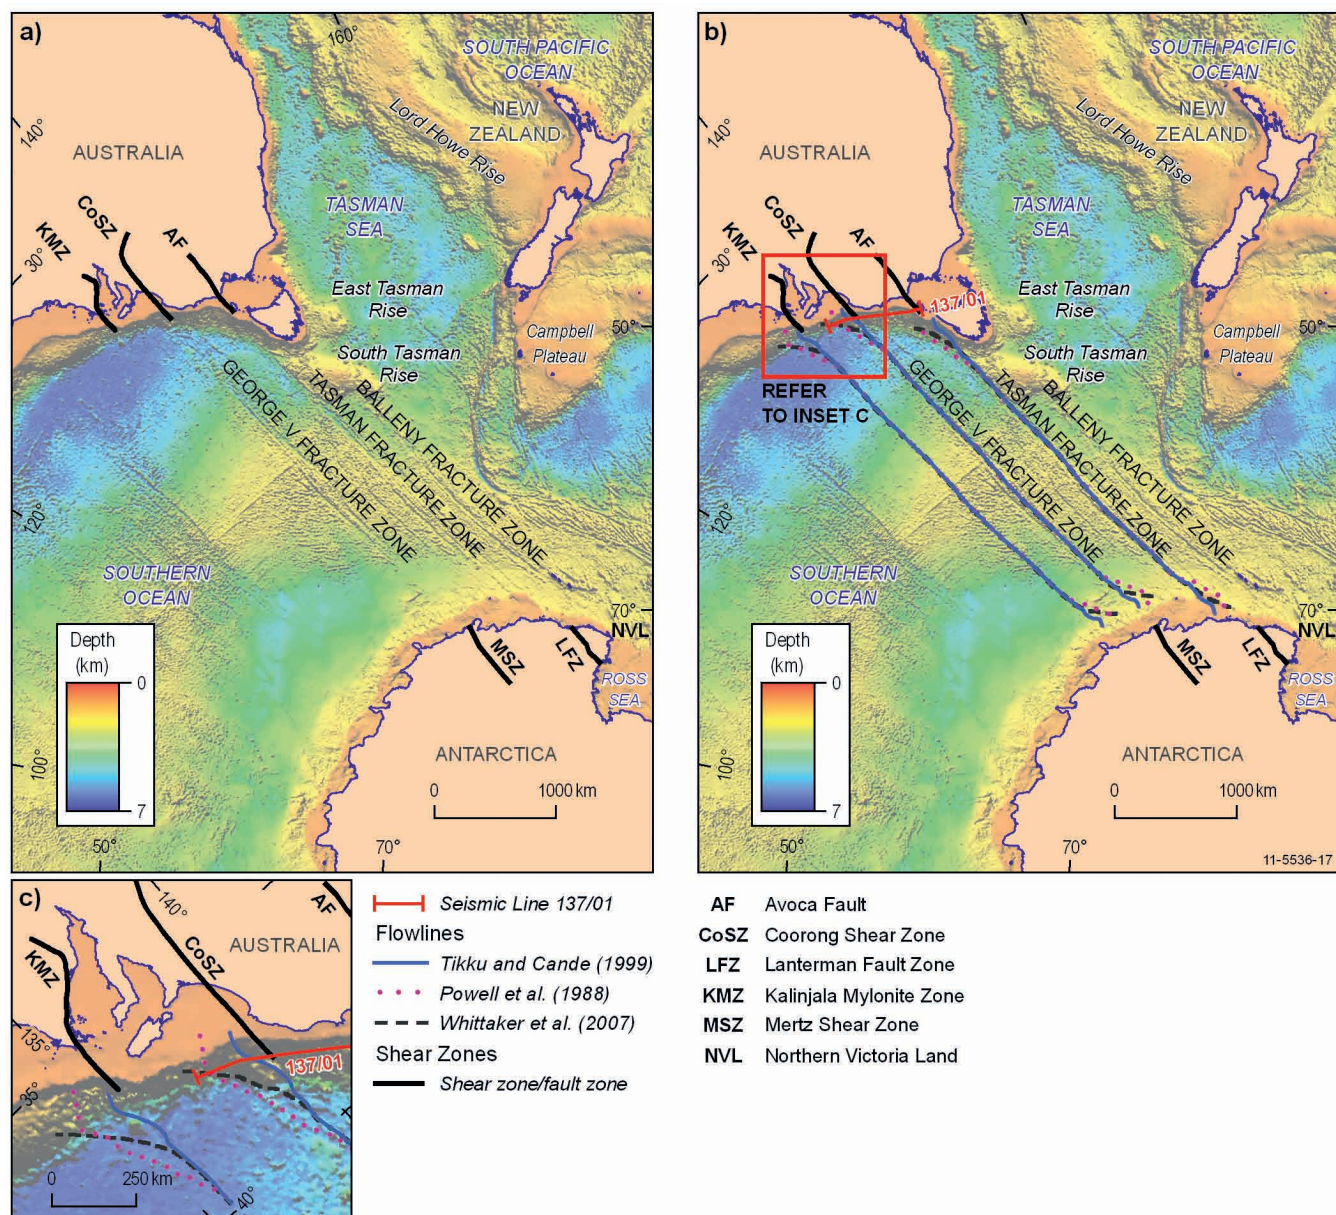 a)
160°
SOUTH PACIFIC
OCEAN
NEW
ZEALAND
Lord Howe Rise
140°
AUSTRALIA
TASMAN
SEA
CoSZ
AF
KMZ
30°
East Tasman
Rise
50°
Campbell
Plateau
South Tasman
Rise
BALLENY FRACTURE ZONE
TASMAN FRACTURE ZONE
GEORGE V FRACTURE ZONE
120°
SOUTHERN
OCEAN
70°
NVL
Depth
(km)
0
7
MSZ
LFZ
ROSS
SEA
ANTARCTICA
100°
0
1000 km
50°
70°
b)
160°
SOUTH PACIFIC
OCEAN
NEW
ZEALAND
Lord Howe Rise
140°
AUSTRALIA
TASMAN
SEA
CoSZ
AF
KMZ
30°
137/01
East Tasman
Rise
50°
Campbell
Plateau
South Tasman
Rise
REFER
TO INSET C
BALLENY FRACTURE ZONE
TASMAN FRACTURE ZONE
GEORGE V FRACTURE ZONE
120°
SOUTHERN
OCEAN
70°
NVL
Depth
(km)
0
7
MSZ
LFZ
ROSS
SEA
ANTARCTICA
100°
0
1000 km
50°
70°
11-5536-17
c)
140°
AF
AUSTRALIA
KMZ
CoSZ
135°
137/01
35°
0
250 km
40°
Seismic Line 137/01
Flowlines
Tikku and Cande (1999)
Powell et al. (1988)
Whittaker et al. (2007)
Shear Zones
Shear zone/fault zone
AF Avoca Fault
CoSZ Coorong Shear Zone
LFZ Lanterman Fault Zone
KMZ Kalinjala Mylonite Zone
MSZ Mertz Shear Zone
NVL Northern Victoria Land